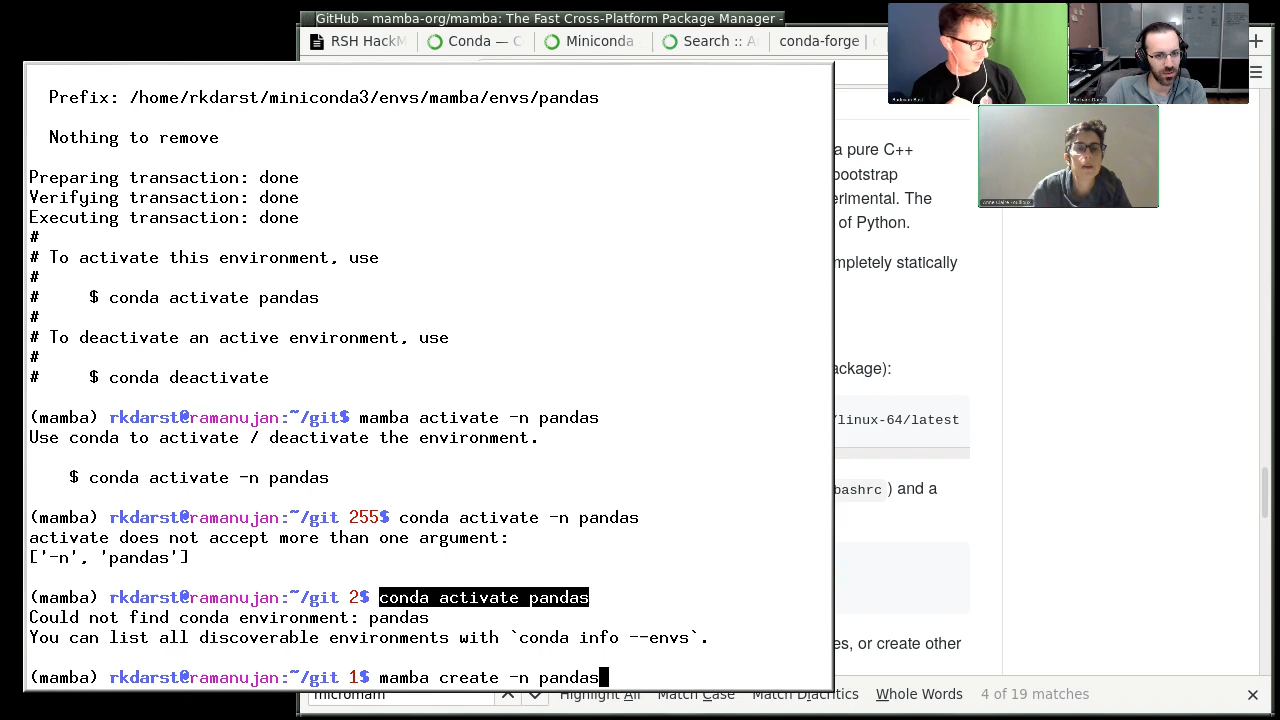 GitHub - mamba-org/mamba: The Fast Cross-Platform Package Manager -
RSH HackM
Conda — C
Miniconda
Search :: A
conda-forge |
Prefix: /home/rkdarst/miniconda3/envs/mamba/envs/pandas
Nothing to remove
Preparing transaction: done
Verifying transaction: done
Executing transaction: done
#
# To activate this environment, use
#
#     $ conda activate pandas
#
# To deactivate an active environment, use
#
#     $ conda deactivate
(mamba) rkdarst@ramanujan:~/git$ mamba activate -n pandas
Use conda to activate / deactivate the environment.
$ conda activate -n pandas
(mamba) rkdarst@ramanujan:~/git 255$ conda activate -n pandas
activate does not accept more than one argument:
['-n', 'pandas']
(mamba) rkdarst@ramanujan:~/git 2$ conda activate pandas
Could not find conda environment: pandas
You can list all discoverable environments with `conda info --envs`.
(mamba) rkdarst@ramanujan:~/git 1$ mamba create -n pandas
a pure C++
bootstrap
erimental. The
of Python.
mpletely statically
ackage):
/linux-64/latest
bashrc ) and a
es, or create other
Highlight All
Match Case
Match Diacritics
Whole Words
4 of 19 matches
Richard Darst